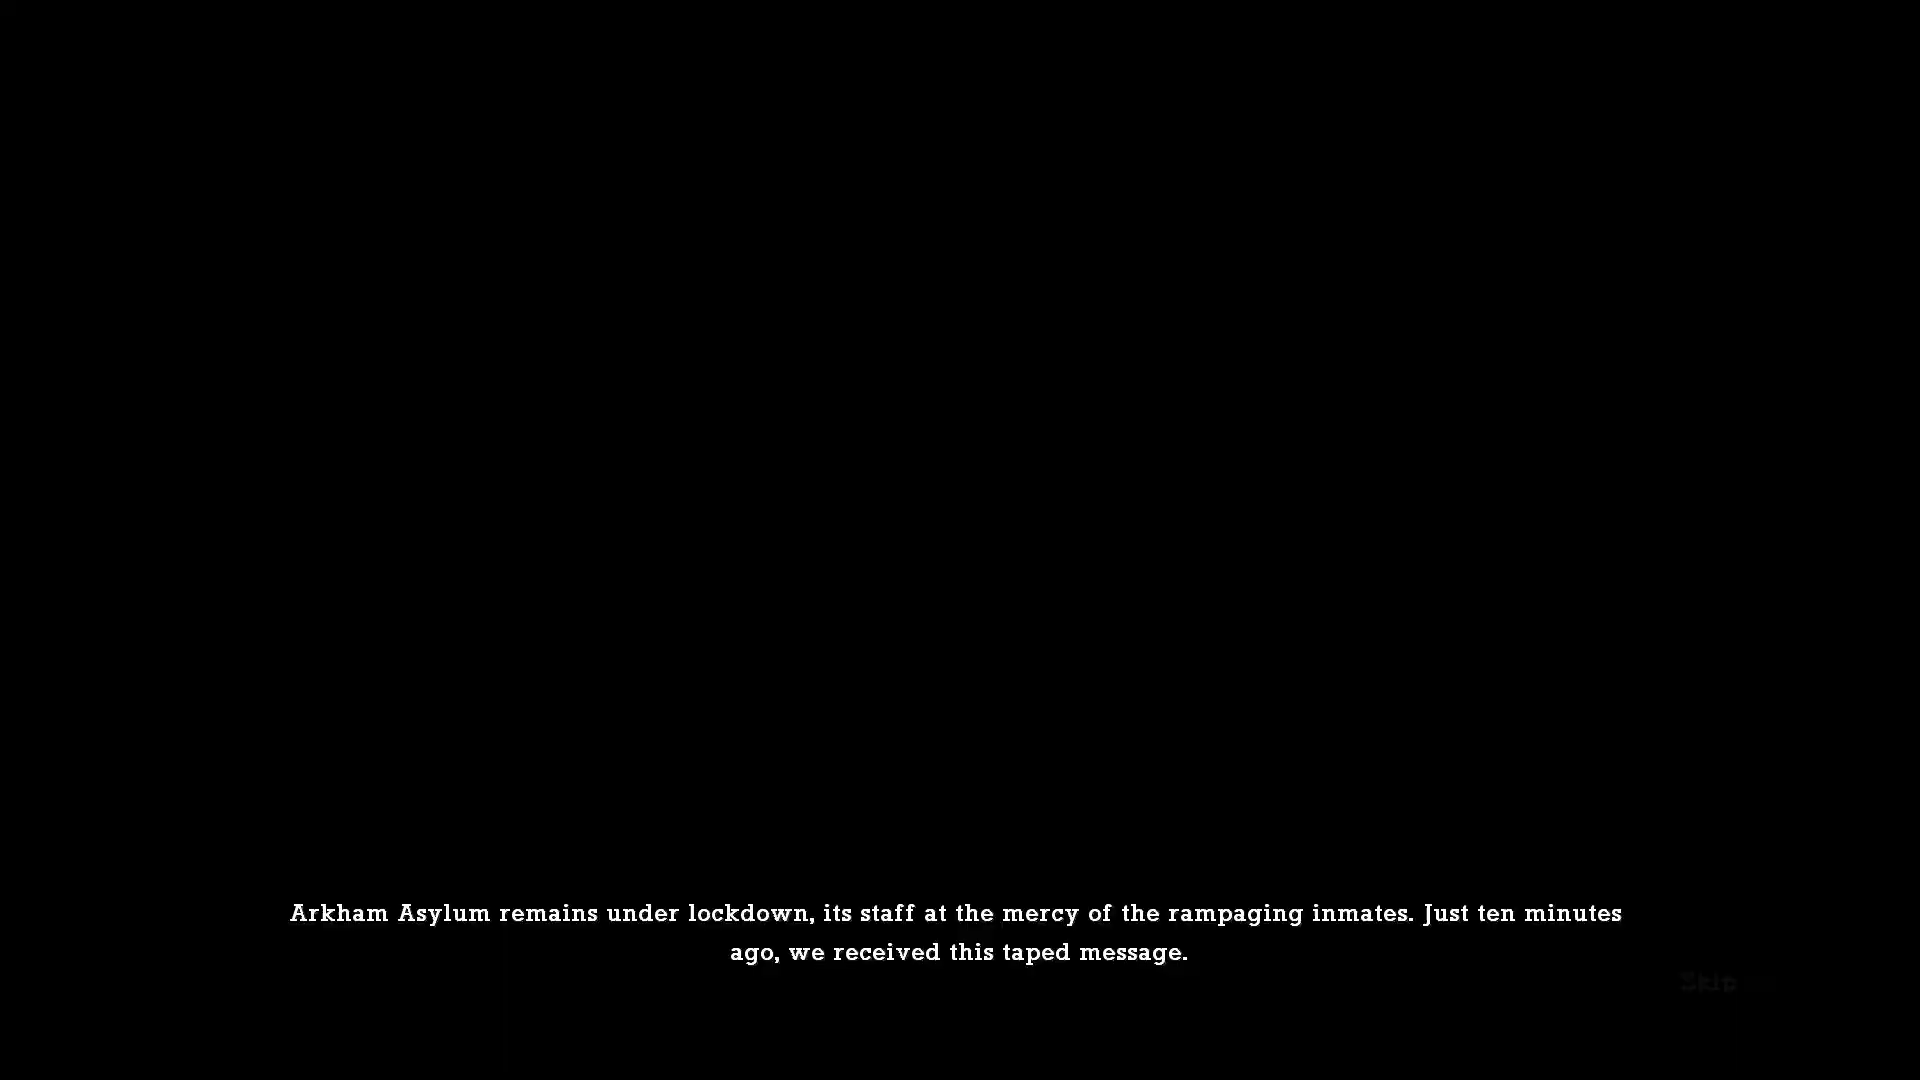 Arkham Asylum remains under lockdown, its staff at the mercy of the rampaging inmates. Just ten minutes
ago, we received this taped message.
Skip